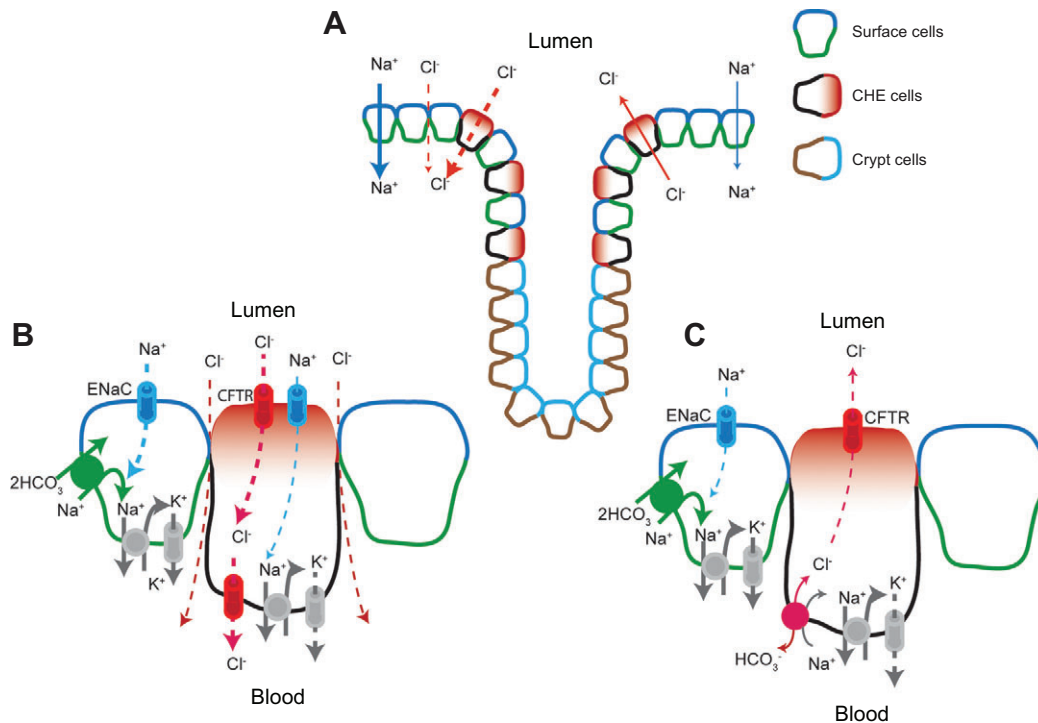 A
Lumen
Na⁺
Cl⁻
Cl⁻
Na⁺
Cl⁻
Cl⁻
Na⁺
Cl⁻
Na⁺
Surface cells
CHE cells
Crypt cells
B
Lumen
Na⁺
Cl⁻
Cl⁻
Na⁺
Cl⁻
ENaC
CFTR
2HCO₃⁻
Na⁺
Na⁺
K⁺
K⁺
Cl⁻
Na⁺
K⁺
Cl⁻
Blood
C
Lumen
Cl⁻
Na⁺
ENaC
CFTR
2HCO₃⁻
Na⁺
Na⁺
K⁺
Cl⁻
Na⁺
K⁺
HCO₃⁻
Na⁺
Blood